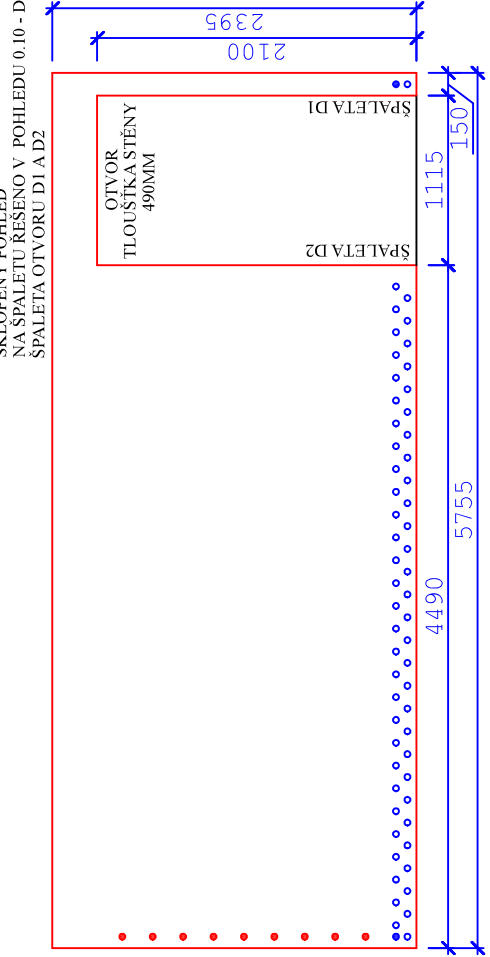 SKLOPENÝ POHLED
NA ŠPALETU ŘEŠENO V POHLEDU 0.10 - D
ŠPALETA OTVORU D1 A D2
OTVOR
TLOUŠŤKA STĚNY
490MM
ŠPALETA D1
ŠPALETA D2
2395
2100
150
1115
4490
5755